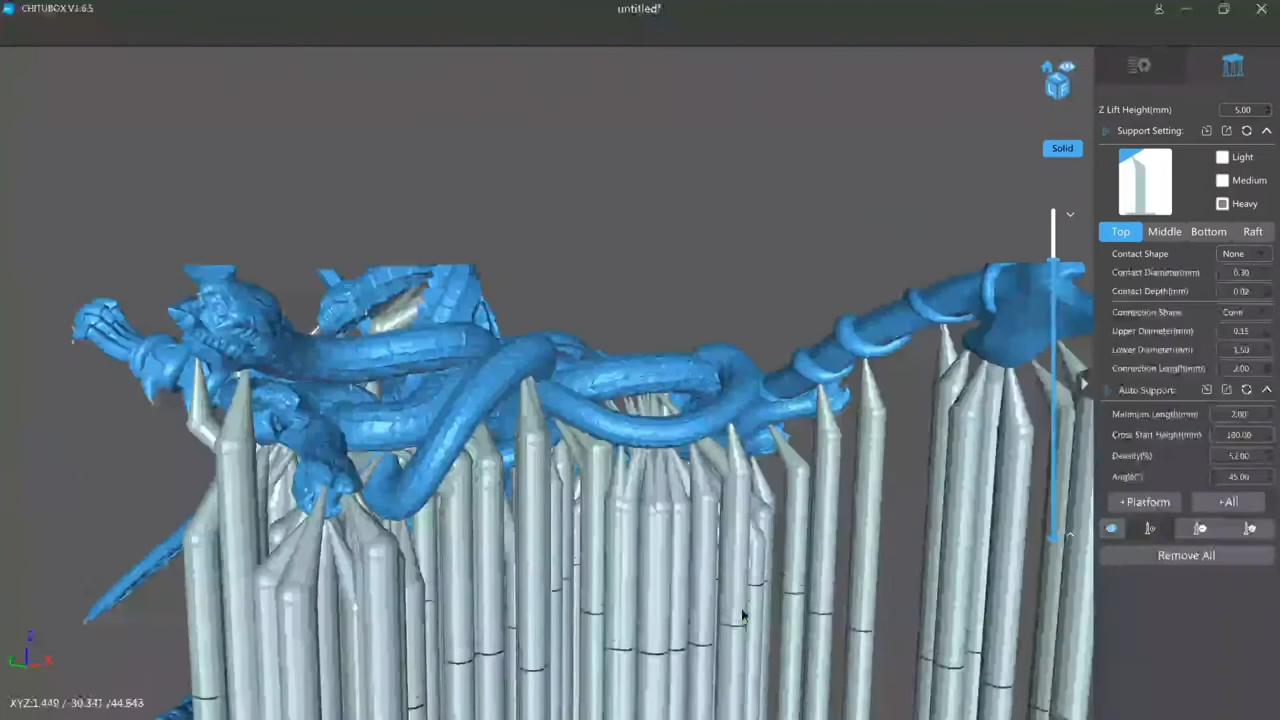 CHITUBOX V1.6.5
untitled*
Solid
Z Lift Height(mm) 5.00
Support Setting:
Light
Medium
Heavy
Top Middle Bottom Raft
Contact Shape None
Contact Diameter(mm) 0.30
Contact Depth(mm) 0.02
Connection Shape Cone
Upper Diameter(mm) 0.15
Lower Diameter(mm) 1.50
Connection Length(mm) 3.00
Auto Support:
Minimum Length(mm) 2.00
Cross Start Height(mm) 100.00
Density(%) 52.00
Angle(°) 45.00
+Platform +All
Remove All
XYZ:1.449 /-30.341 /44.843